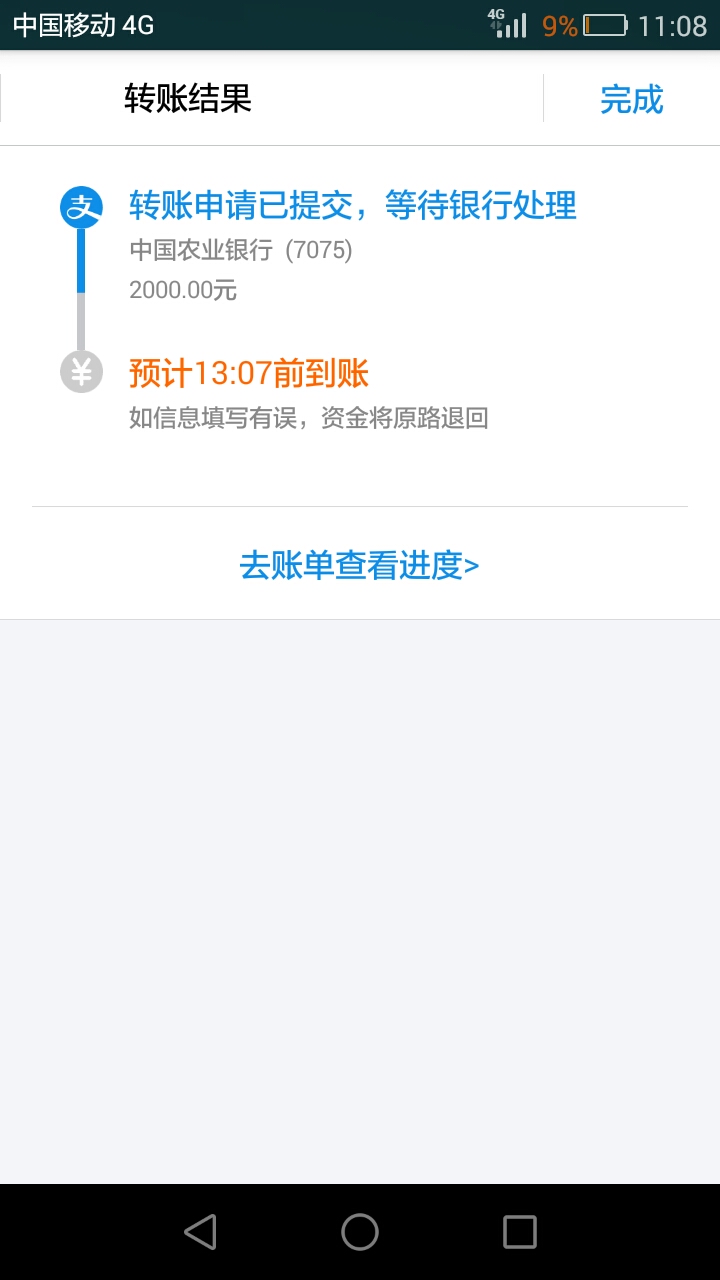 中国移动 4G
4G 9% 11:08
转账结果
完成
支 转账申请已提交，等待银行处理
中国农业银行 (7075)
2000.00元
¥ 预计13:07前到账
如信息填写有误，资金将原路退回
去账单查看进度>